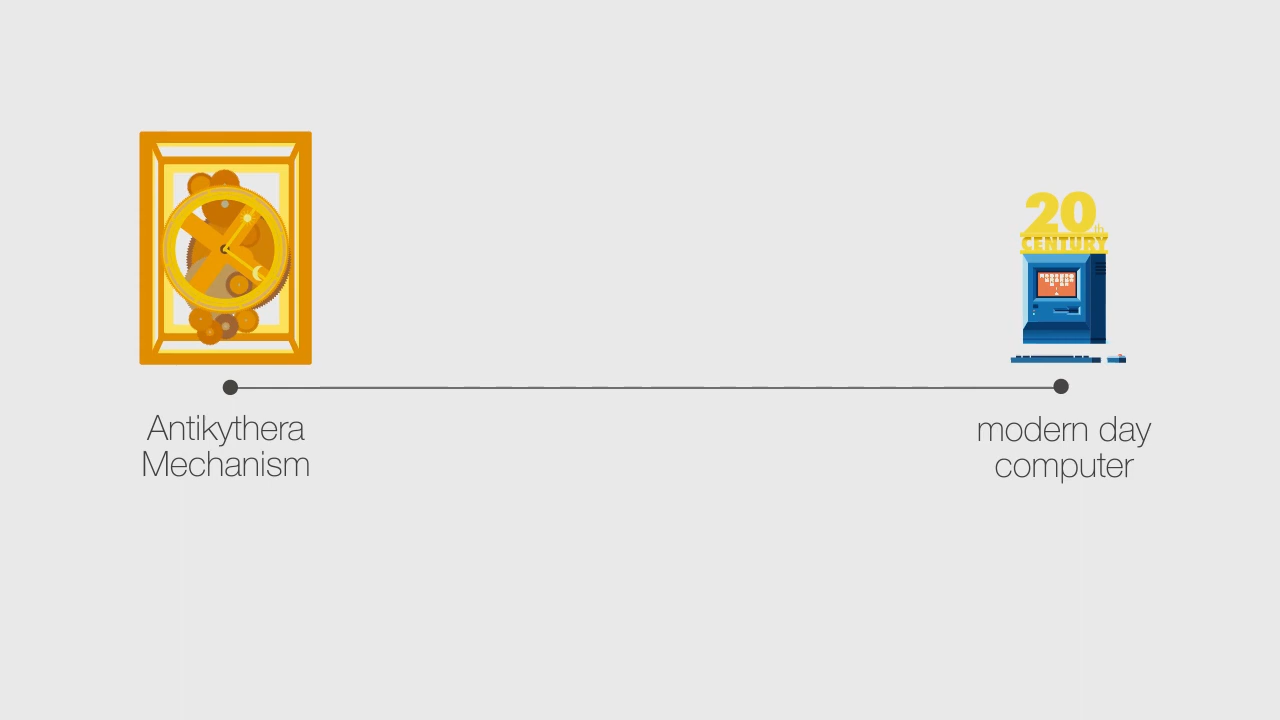 20th
CENTURY
Antikythera
Mechanism
modern day
computer